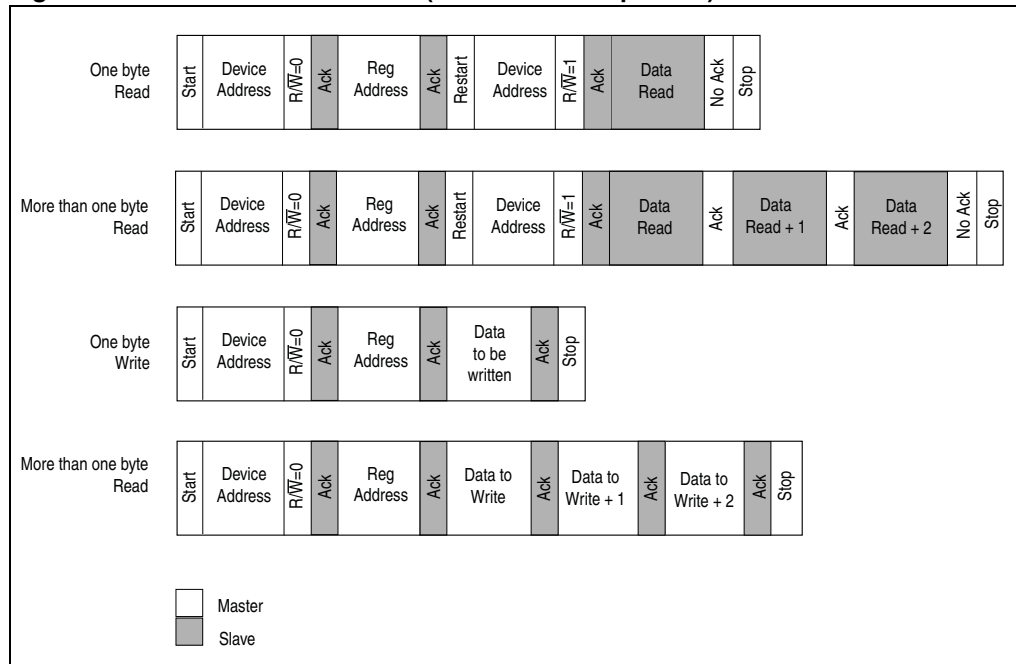 One byte
Read
Start
Device
Address
R/W̅=0
Ack
Reg
Address
Ack
Restart
Device
Address
R/W̅=1
Ack
Data
Read
No Ack
Stop
More than one byte
Read
Start
Device
Address
R/W̅=0
Ack
Reg
Address
Ack
Restart
Device
Address
R/W̅=1
Ack
Data
Read
Ack
Data
Read + 1
Ack
Data
Read + 2
No Ack
Stop
One byte
Write
Start
Device
Address
R/W̅=0
Ack
Reg
Address
Ack
Data
to be
written
Ack
Stop
More than one byte
Read
Start
Device
Address
R/W̅=0
Ack
Reg
Address
Ack
Data to
Write
Ack
Data to
Write + 1
Ack
Data to
Write + 2
Ack
Stop
Master
Slave